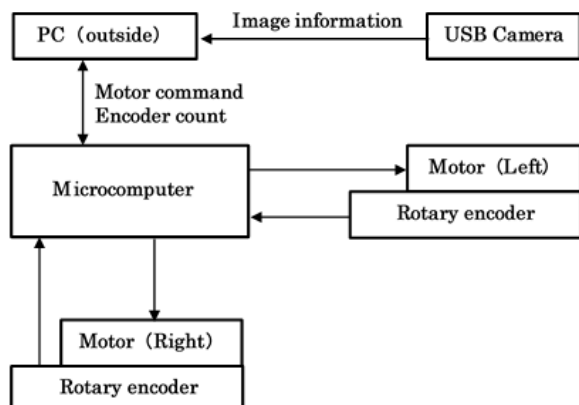 PC（outside）
Image information
USB Camera
Motor command
Encoder count
Microcomputer
Motor（Left）
Rotary encoder
Motor（Right）
Rotary encoder